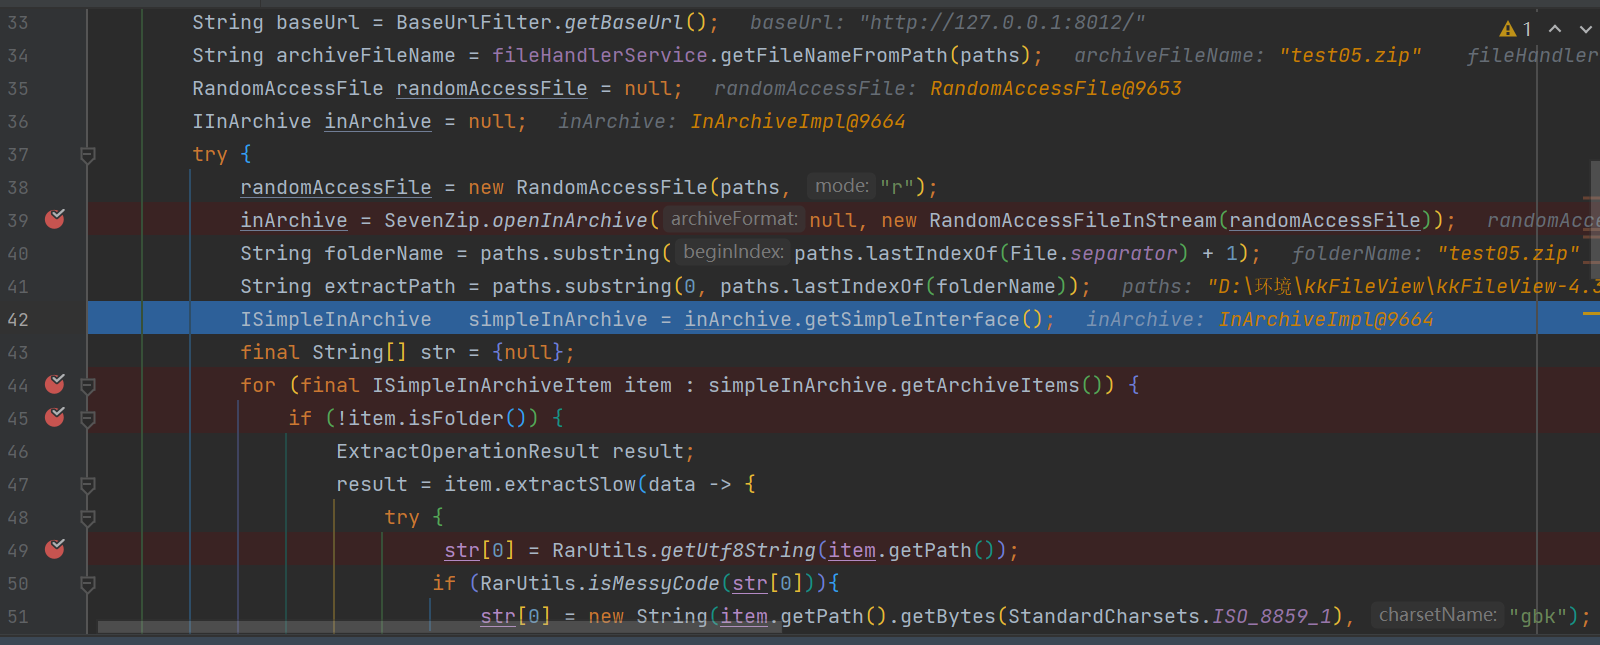 33 String baseUrl = BaseUrlFilter.getBaseUrl(); baseUrl: "http://127.0.0.1:8012/" 1
34 String archiveFileName = fileHandlerService.getFileNameFromPath(paths); archiveFileName: "test05.zip" fileHandler
35 RandomAccessFile randomAccessFile = null; randomAccessFile: RandomAccessFile@9653
36 IInArchive inArchive = null; inArchive: InArchiveImpl@9664
37 try {
38 randomAccessFile = new RandomAccessFile(paths, mode: "r");
39 inArchive = SevenZip.openInArchive( archiveFormat: null, new RandomAccessFileInStream(randomAccessFile)); randomAcce
40 String folderName = paths.substring( beginIndex: paths.lastIndexOf(File.separator) + 1); folderName: "test05.zip"
41 String extractPath = paths.substring(0, paths.lastIndexOf(folderName)); paths: "D:\环境\kkFileView\kkFileView-4.3
42 ISimpleInArchive simpleInArchive = inArchive.getSimpleInterface(); inArchive: InArchiveImpl@9664
43 final String[] str = {null};
44 for (final ISimpleInArchiveItem item : simpleInArchive.getArchiveItems()) {
45 if (!item.isFolder()) {
46 ExtractOperationResult result;
47 result = item.extractSlow(data -> {
48 try {
49 str[0] = RarUtils.getUtf8String(item.getPath());
50 if (RarUtils.isMessyCode(str[0])){
51 str[0] = new String(item.getPath().getBytes(StandardCharsets.ISO_8859_1), charsetName: "gbk");